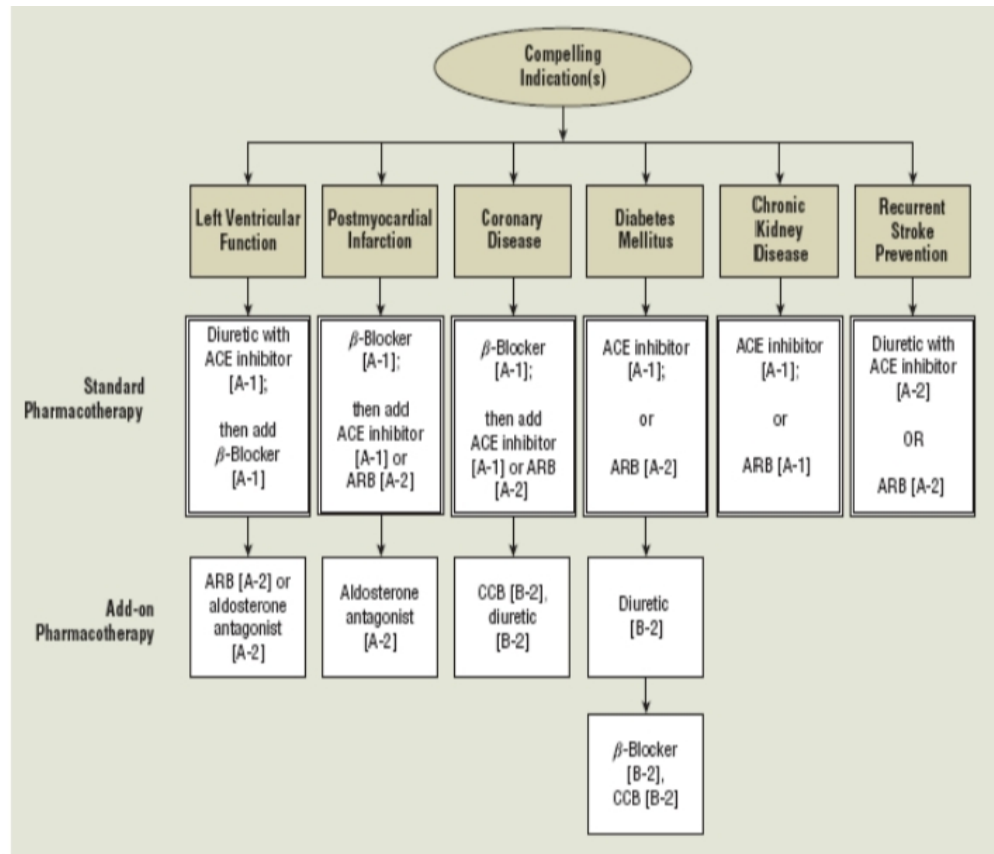 Compelling
Indication(s)
Left Ventricular
Function
Postmyocardial
Infarction
Coronary
Disease
Diabetes
Mellitus
Chronic
Kidney
Disease
Recurrent
Stroke
Prevention
Standard
Pharmacotherapy
Diuretic with
ACE inhibitor
[A-1];
then add
β-Blocker
[A-1]
β-Blocker
[A-1];
then add
ACE inhibitor
[A-1] or
ARB [A-2]
β-Blocker
[A-1];
then add
ACE inhibitor
[A-1] or ARB
[A-2]
ACE inhibitor
[A-1];
or
ARB [A-2]
ACE inhibitor
[A-1];
or
ARB [A-1]
Diuretic with
ACE inhibitor
[A-2]
OR
ARB [A-2]
Add-on
Pharmacotherapy
ARB [A-2] or
aldosterone
antagonist
[A-2]
Aldosterone
antagonist
[A-2]
CCB [B-2],
diuretic
[B-2]
Diuretic
[B-2]
β-Blocker
[B-2],
CCB [B-2]